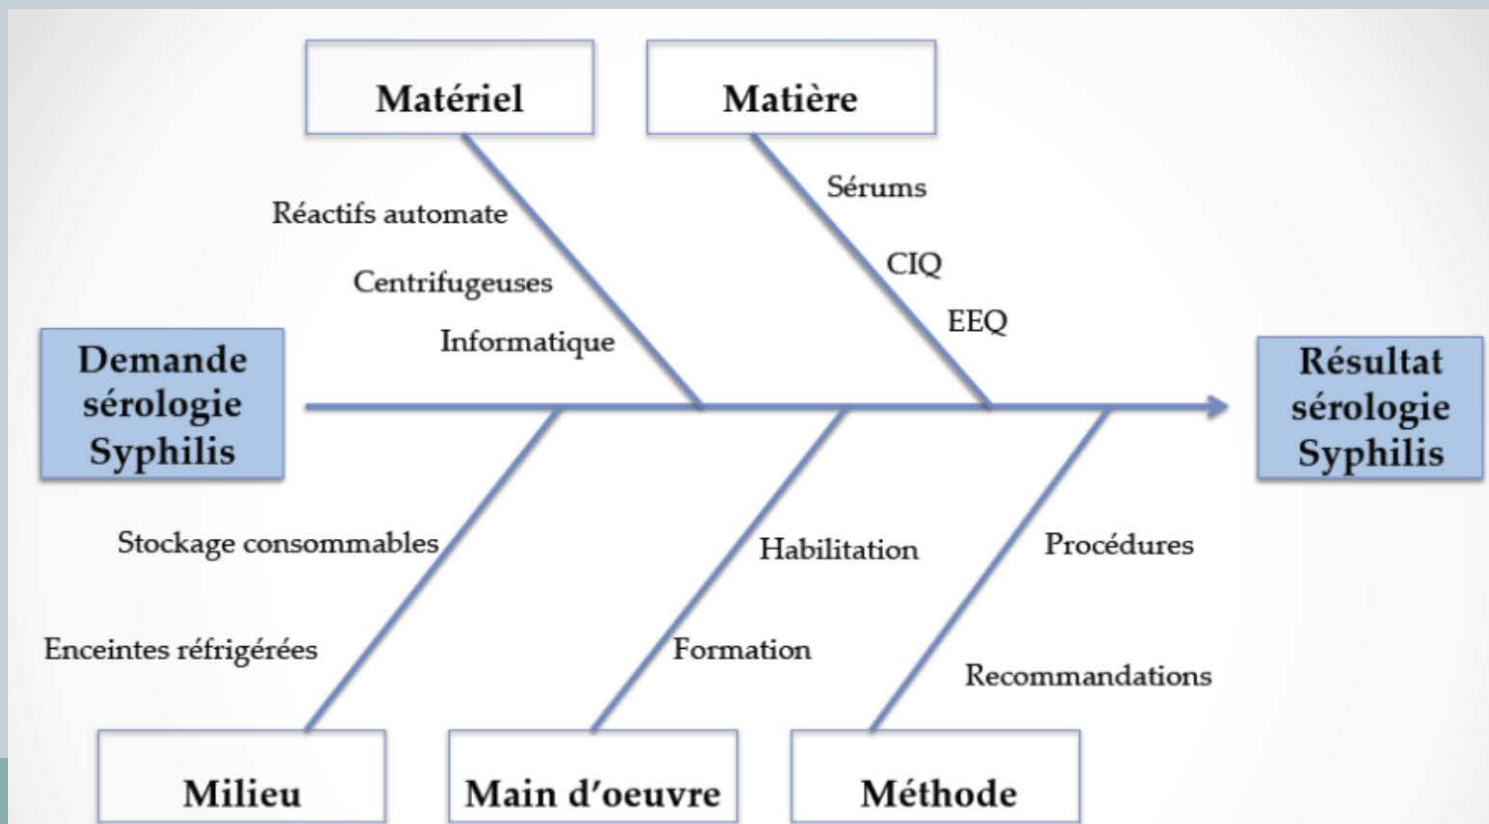 Matériel
Matière
Réactifs automate
Centrifugeuses
Informatique
Sérums
CIQ
EEQ
Demande
sérologie
Syphilis
Résultat
sérologie
Syphilis
Stockage consommables
Enceintes réfrigérées
Habilitation
Formation
Procédures
Recommandations
Milieu
Main d'oeuvre
Méthode